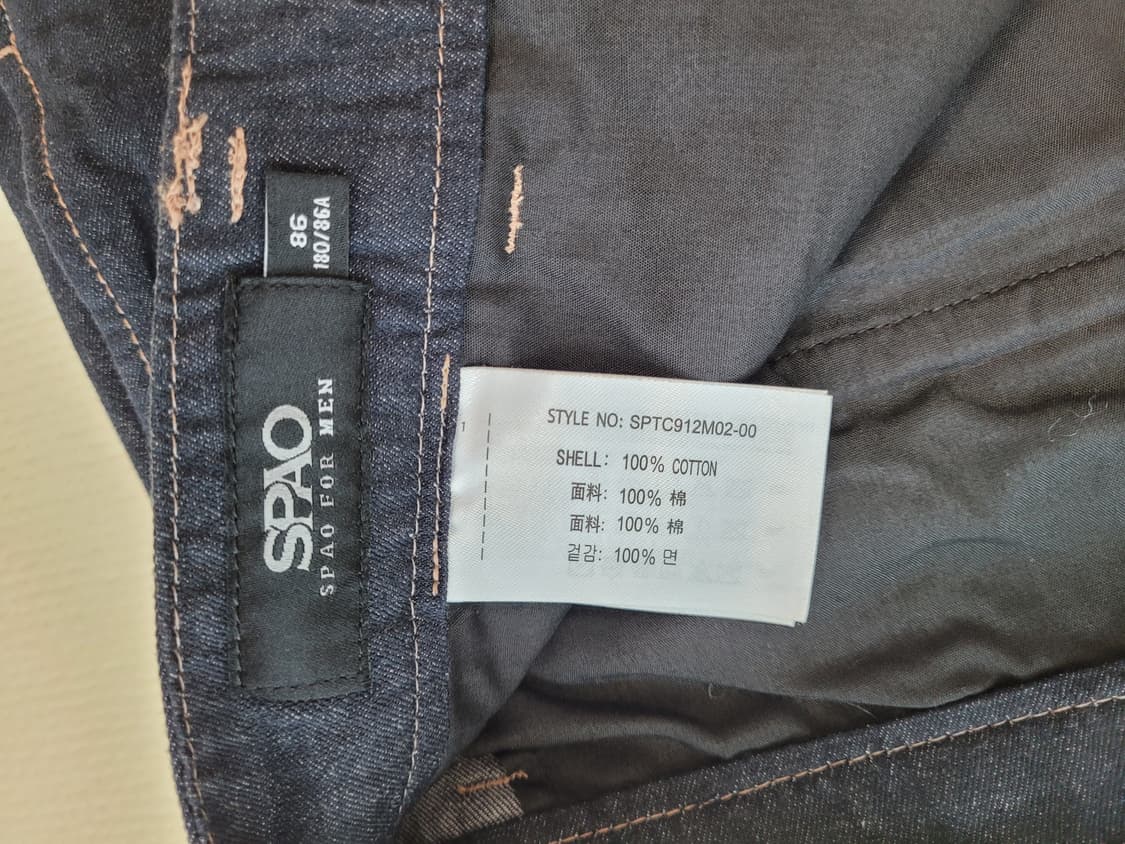 86
180/86A
SPAO
SPAO FOR MEN
1
STYLE NO: SPTC912M02-00
SHELL: 100% COTTON
面料: 100% 棉
面料: 100% 棉
겉감: 100% 면